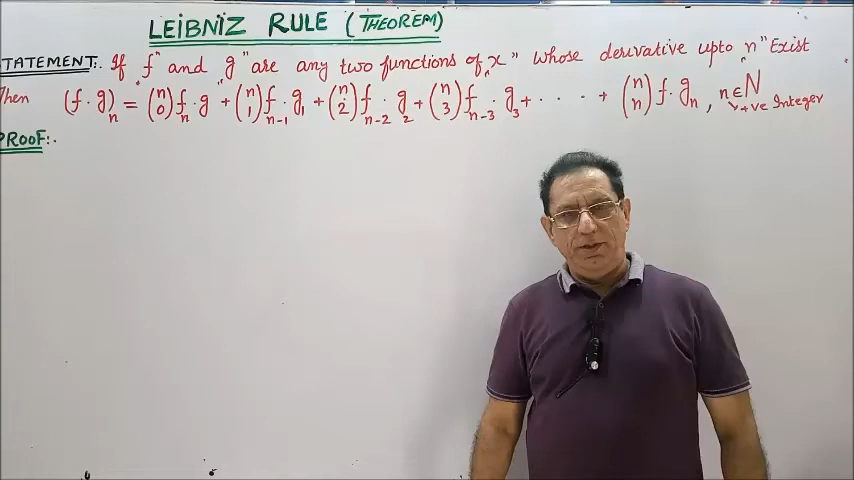 LEIBNIZ RULE (THEOREM)
STATEMENT:. If "f" and "g" are any two functions of "x" whose derivative upto "n" Exist
Then (f·g)ₙ = (n 0) fₙ·g + (n 1) fₙ₋₁·g₁ + (n 2) fₙ₋₂·g₂ + (n 3) fₙ₋₃·g₃ + · · · · + (n n) f·gₙ, n∈N
+ve Integer
PROOF:.